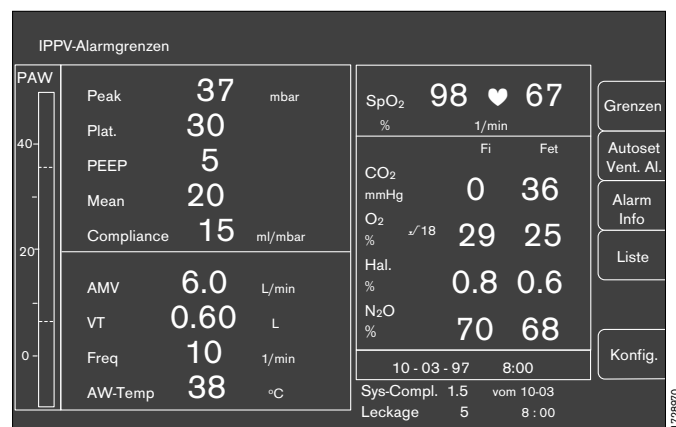 IPPV-Alarmgrenzen
PAW
40-
20-
0 -
Peak 37 mbar
Plat. 30
PEEP 5
Mean 20
Compliance 15 ml/mbar
AMV 6.0 L/min
VT 0.60 L
Freq 10 1/min
AW-Temp 38 °C
SpO₂ 98 ♥ 67
% 1/min
Fi Fet
CO₂
mmHg 0 36
O₂
% 18 29 25
Hal.
% 0.8 0.6
N₂O
% 70 68
10 - 03 - 97 8:00
Sys-Compl. 1.5 vom 10-03
Leckage 5 8 : 00
Grenzen
Autoset
Vent. Al.
Alarm
Info
Liste
Konfig.